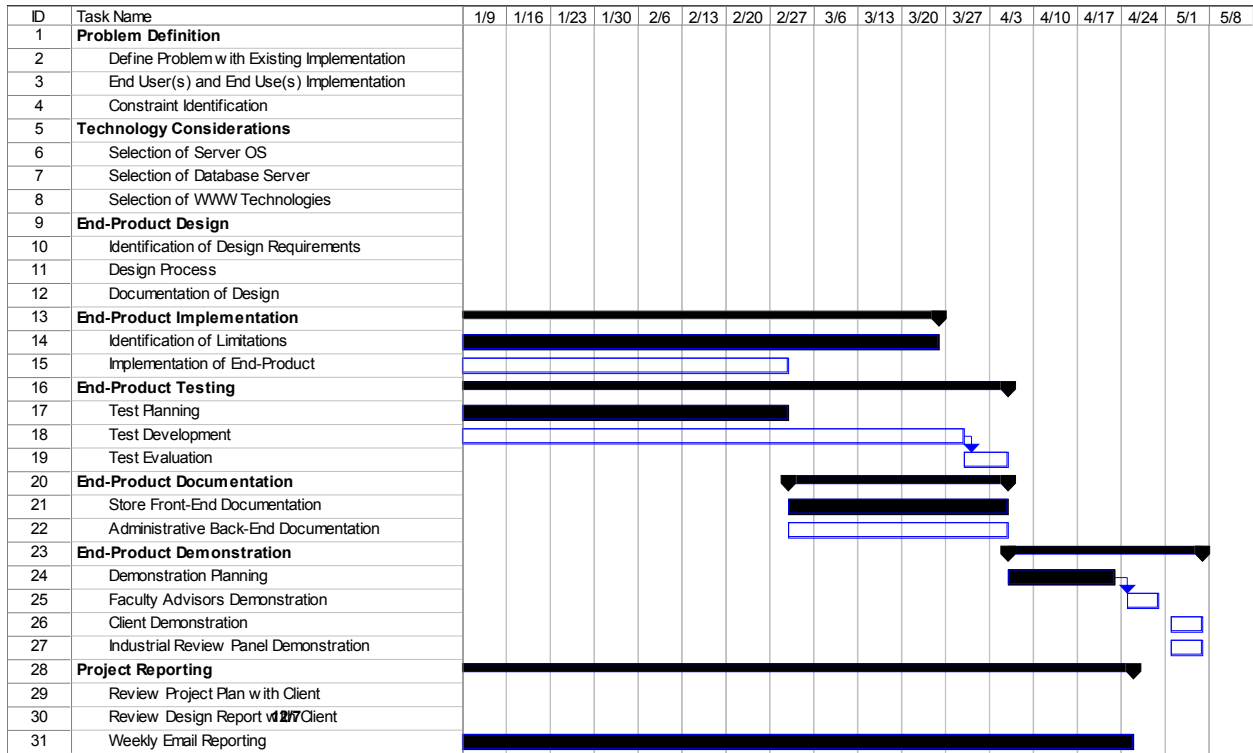 ID Task Name 1/9 1/16 1/23 1/30 2/6 2/13 2/20 2/27 3/6 3/13 3/20 3/27 4/3 4/10 4/17 4/24 5/1 5/8
1 Problem Definition
2 Define Problem with Existing Implementation
3 End User(s) and End Use(s) Implementation
4 Constraint Identification
5 Technology Considerations
6 Selection of Server OS
7 Selection of Database Server
8 Selection of WWW Technologies
9 End-Product Design
10 Identification of Design Requirements
11 Design Process
12 Documentation of Design
13 End-Product Implementation
14 Identification of Limitations
15 Implementation of End-Product
16 End-Product Testing
17 Test Planning
18 Test Development
19 Test Evaluation
20 End-Product Documentation
21 Store Front-End Documentation
22 Administrative Back-End Documentation
23 End-Product Demonstration
24 Demonstration Planning
25 Faculty Advisors Demonstration
26 Client Demonstration
27 Industrial Review Panel Demonstration
28 Project Reporting
29 Review Project Plan with Client
30 Review Design Report 12/7 Client
31 Weekly Email Reporting